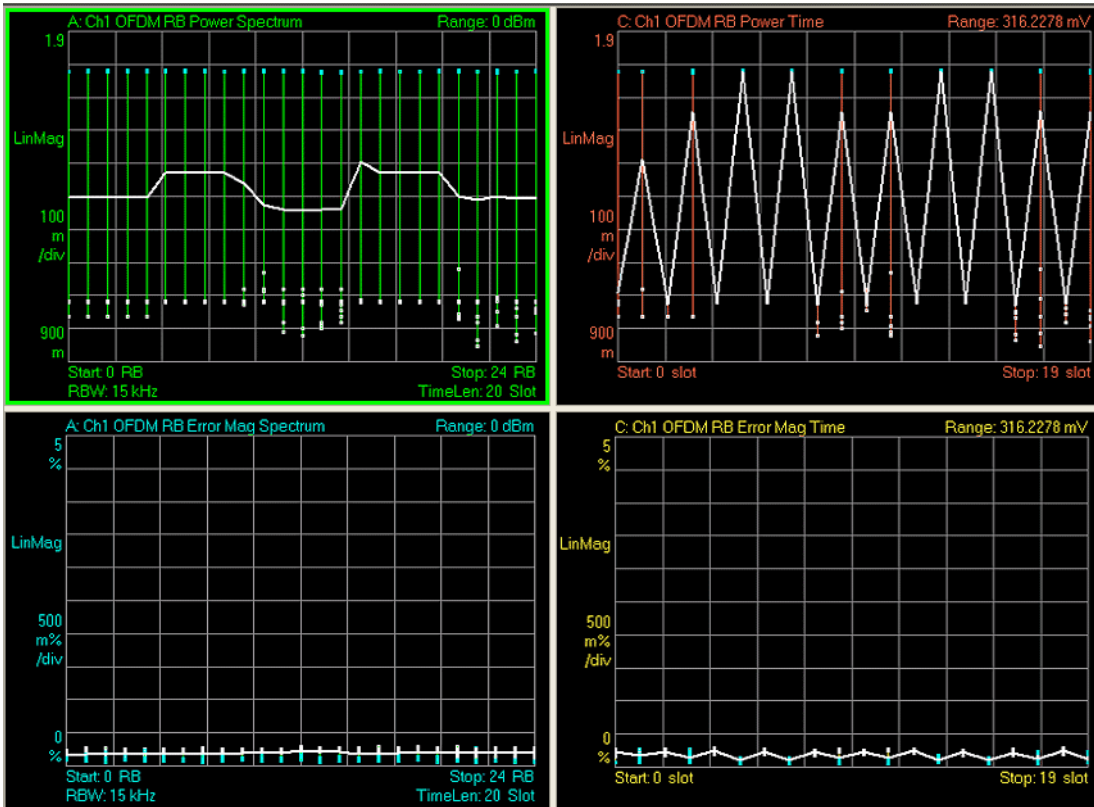 A: Ch1 OFDM RB Power Spectrum Range: 0 dBm
1.9
LinMag
100
m
/div
900
m
Start: 0 RB Stop: 24 RB
RBW: 15 kHz TimeLen: 20 Slot
C: Ch1 OFDM RB Power Time Range: 316.2278 mV
1.9
LinMag
100
m
/div
900
m
Start: 0 slot Stop: 19 slot
A: Ch1 OFDM RB Error Mag Spectrum Range: 0 dBm
5
%
LinMag
500
m%
/div
0
%
Start: 0 RB Stop: 24 RB
RBW: 15 kHz TimeLen: 20 Slot
C: Ch1 OFDM RB Error Mag Time Range: 316.2278 mV
5
%
LinMag
500
m%
/div
0
%
Start: 0 slot Stop: 19 slot